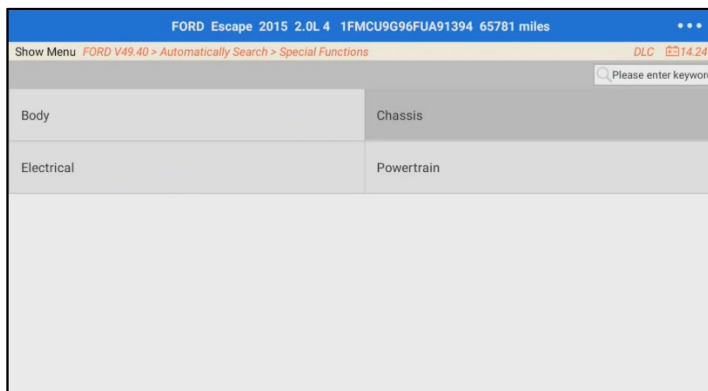 FORD Escape 2015 2.0L 4 1FMCU9G96FUA91394 65781 miles
Show Menu FORD V49.40 > Automatically Search > Special Functions DLC 14.24
Please enter keyword
Body Chassis
Electrical Powertrain